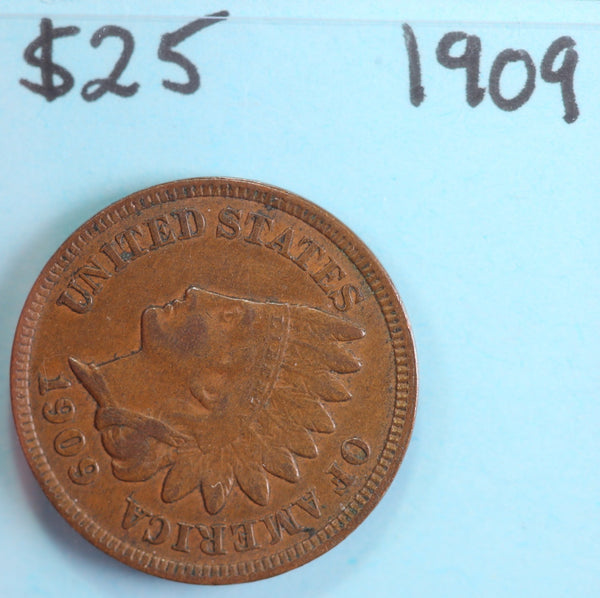 $25 1909
UNITED STATES OF AMERICA
1909